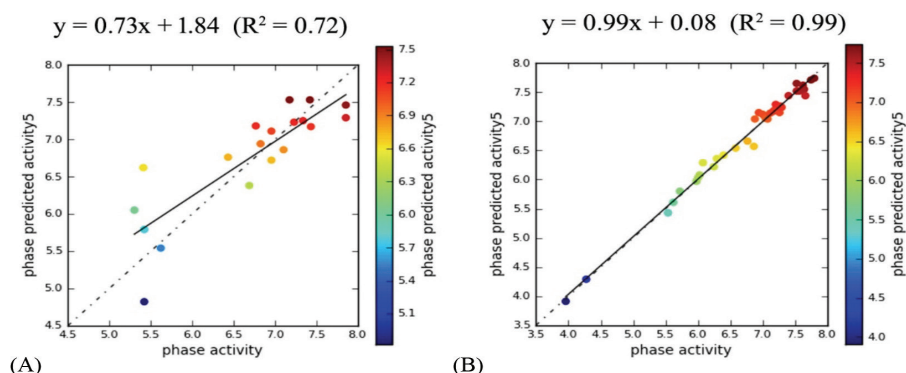 y = 0.73x + 1.84 (R² = 0.72)
y = 0.99x + 0.08 (R² = 0.99)
8.0
7.5
7.0
6.5
6.0
5.5
5.0
4.5
4.5 5.0 5.5 6.0 6.5 7.0 7.5 8.0
phase predicted activity5
phase activity
7.5
7.2
6.9
6.6
6.3
6.0
5.7
5.4
5.1
phase predicted activity5
(A)
8.0
7.5
7.0
6.5
6.0
5.5
5.0
4.5
4.0
3.5
3.5 4.0 4.5 5.0 5.5 6.0 6.5 7.0 7.5 8.0
phase predicted activity5
phase activity
7.5
7.0
6.5
6.0
5.5
5.0
4.5
4.0
phase predicted activity5
(B)